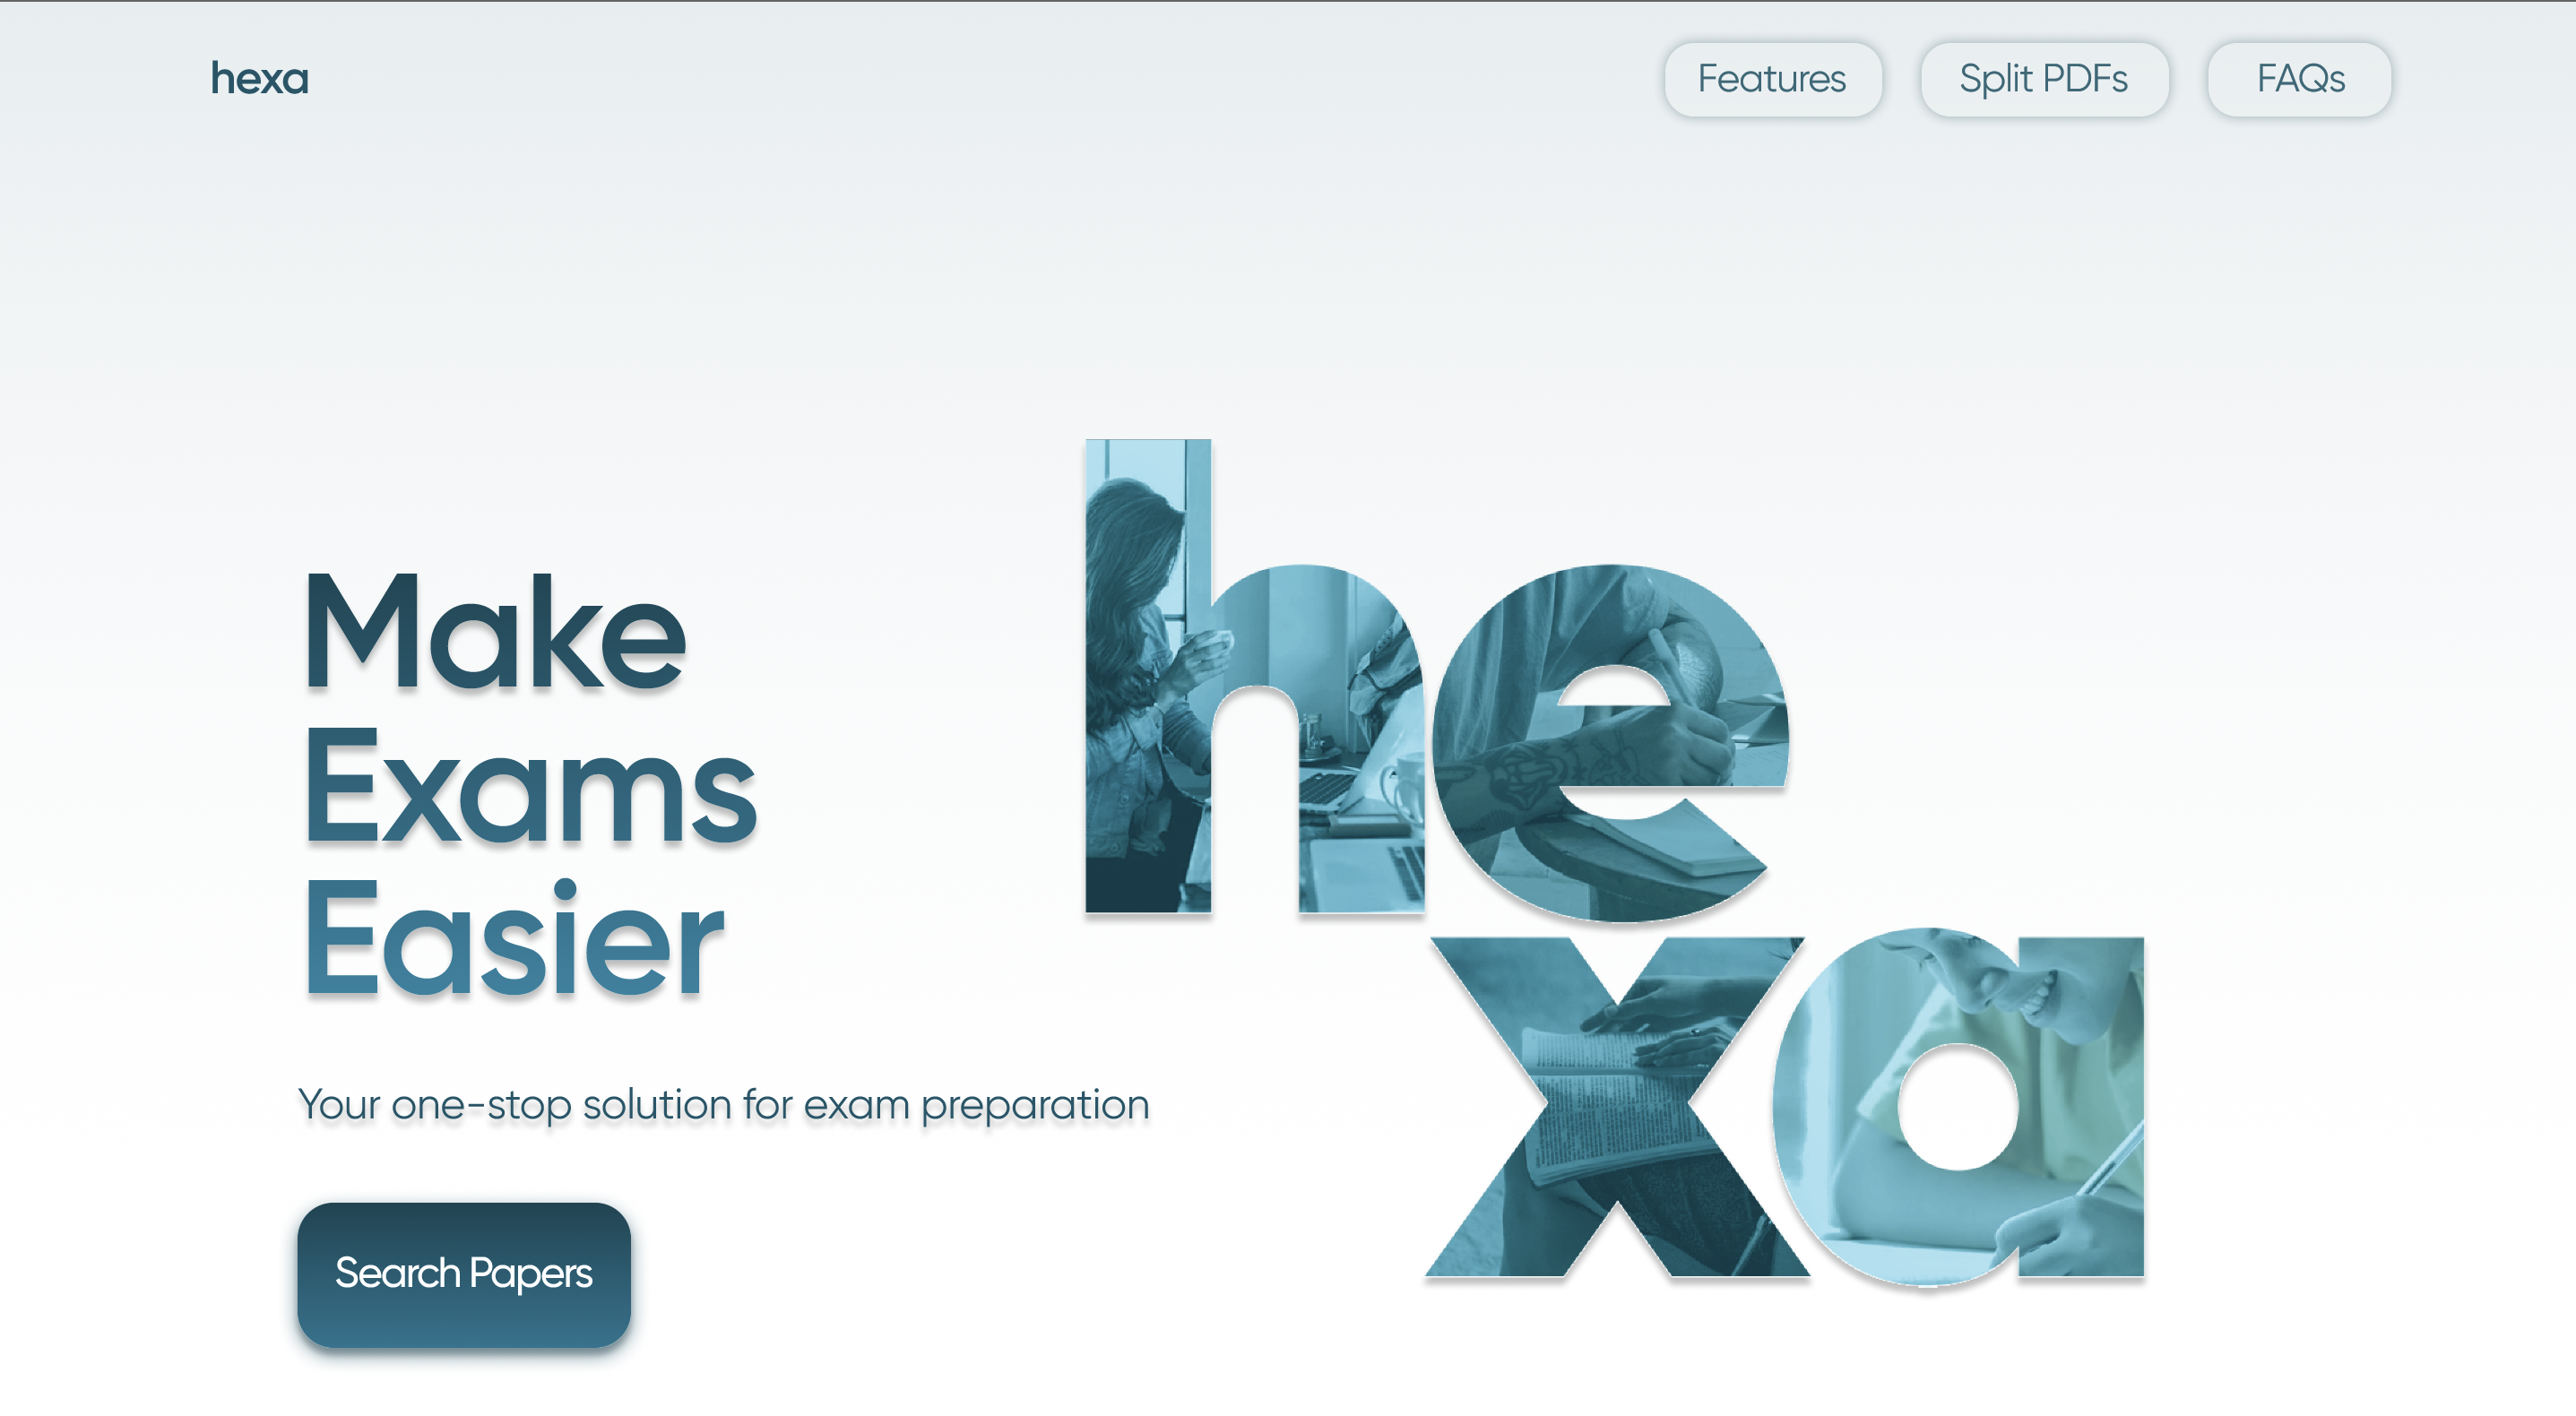 hexa
Features
Split PDFs
FAQs
Make
Exams
Easier
Your one-stop solution for exam preparation
Search Papers
he
xa